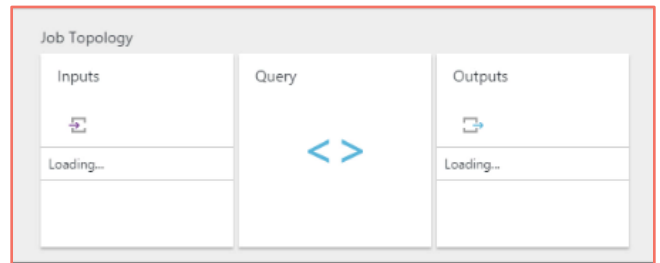 Job Topology
Inputs
Query
Outputs
< >
Loading...
Loading...